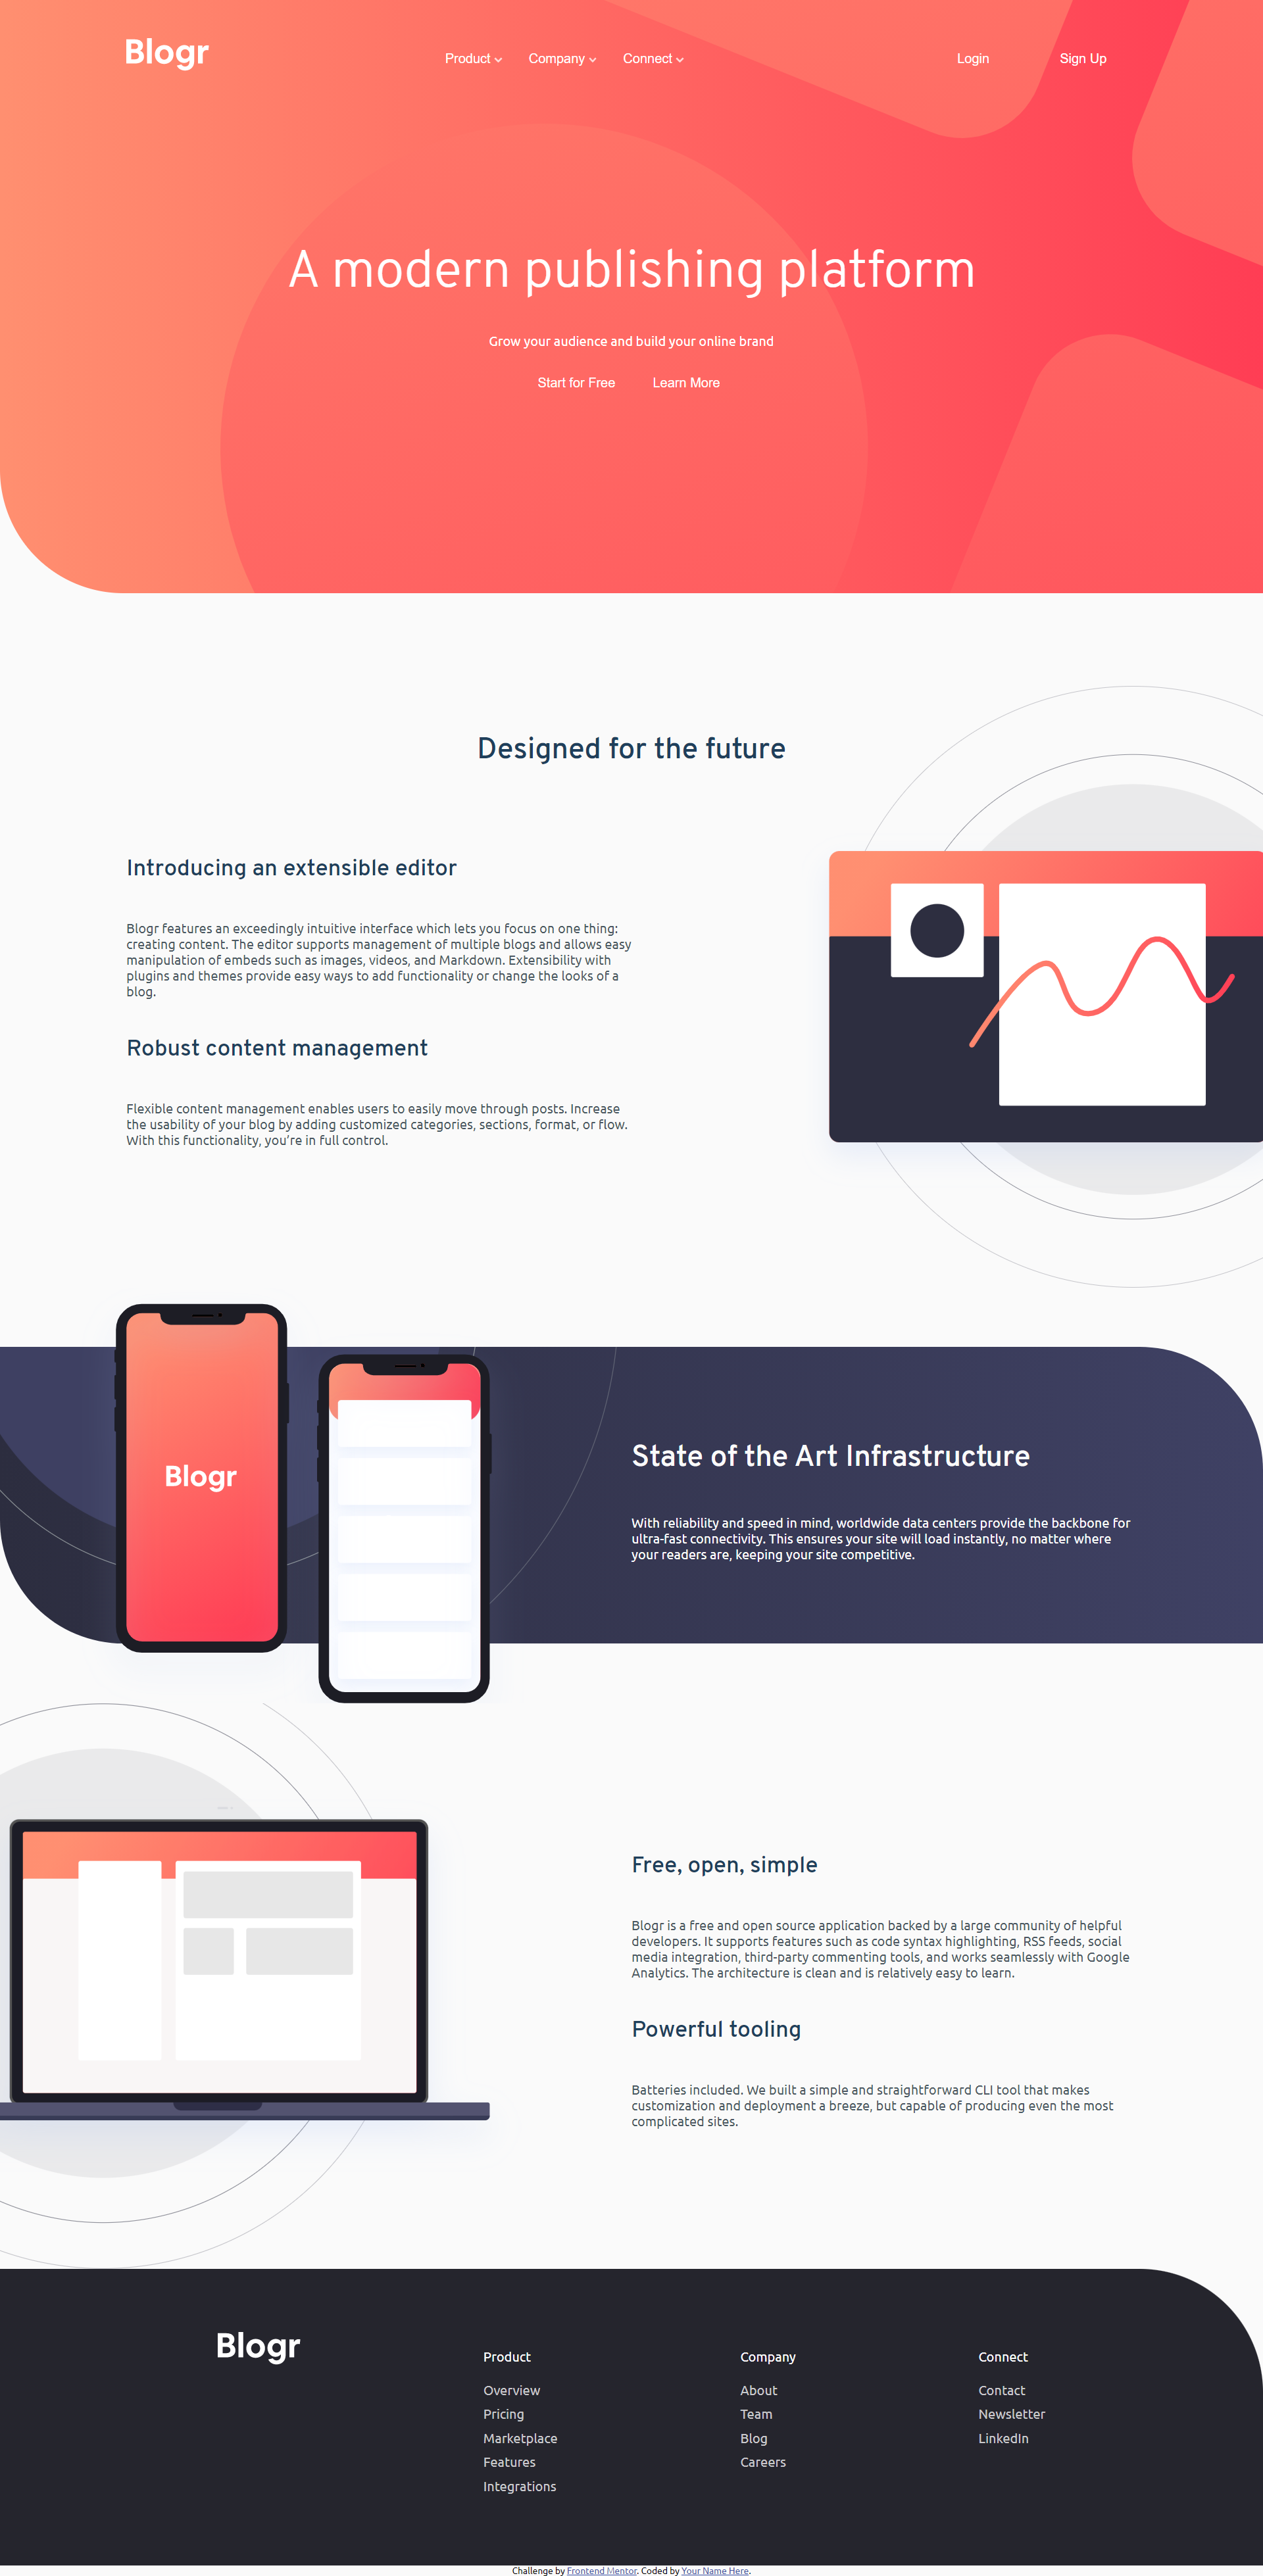 Blogr
Product Company Connect Login Sign Up
A modern publishing platform
Grow your audience and build your online brand
Start for Free Learn More
Designed for the future
Introducing an extensible editor
Blogr features an exceedingly intuitive interface which lets you focus on one thing:
creating content. The editor supports management of multiple blogs and allows easy
manipulation of embeds such as images, videos, and Markdown. Extensibility with
plugins and themes provide easy ways to add functionality or change the looks of a
blog.
Robust content management
Flexible content management enables users to easily move through posts. Increase
the usability of your blog by adding customized categories, sections, format, or flow.
With this functionality, you’re in full control.
Blogr
State of the Art Infrastructure
With reliability and speed in mind, worldwide data centers provide the backbone for
ultra-fast connectivity. This ensures your site will load instantly, no matter where
your readers are, keeping your site competitive.
Free, open, simple
Blogr is a free and open source application backed by a large community of helpful
developers. It supports features such as code syntax highlighting, RSS feeds, social
media integration, third-party commenting tools, and works seamlessly with Google
Analytics. The architecture is clean and is relatively easy to learn.
Powerful tooling
Batteries included. We built a simple and straightforward CLI tool that makes
customization and deployment a breeze, but capable of producing even the most
complicated sites.
Blogr
Product
Overview
Pricing
Marketplace
Features
Integrations
Company
About
Team
Blog
Careers
Connect
Contact
Newsletter
LinkedIn
Challenge by Frontend Mentor. Coded by Your Name Here.